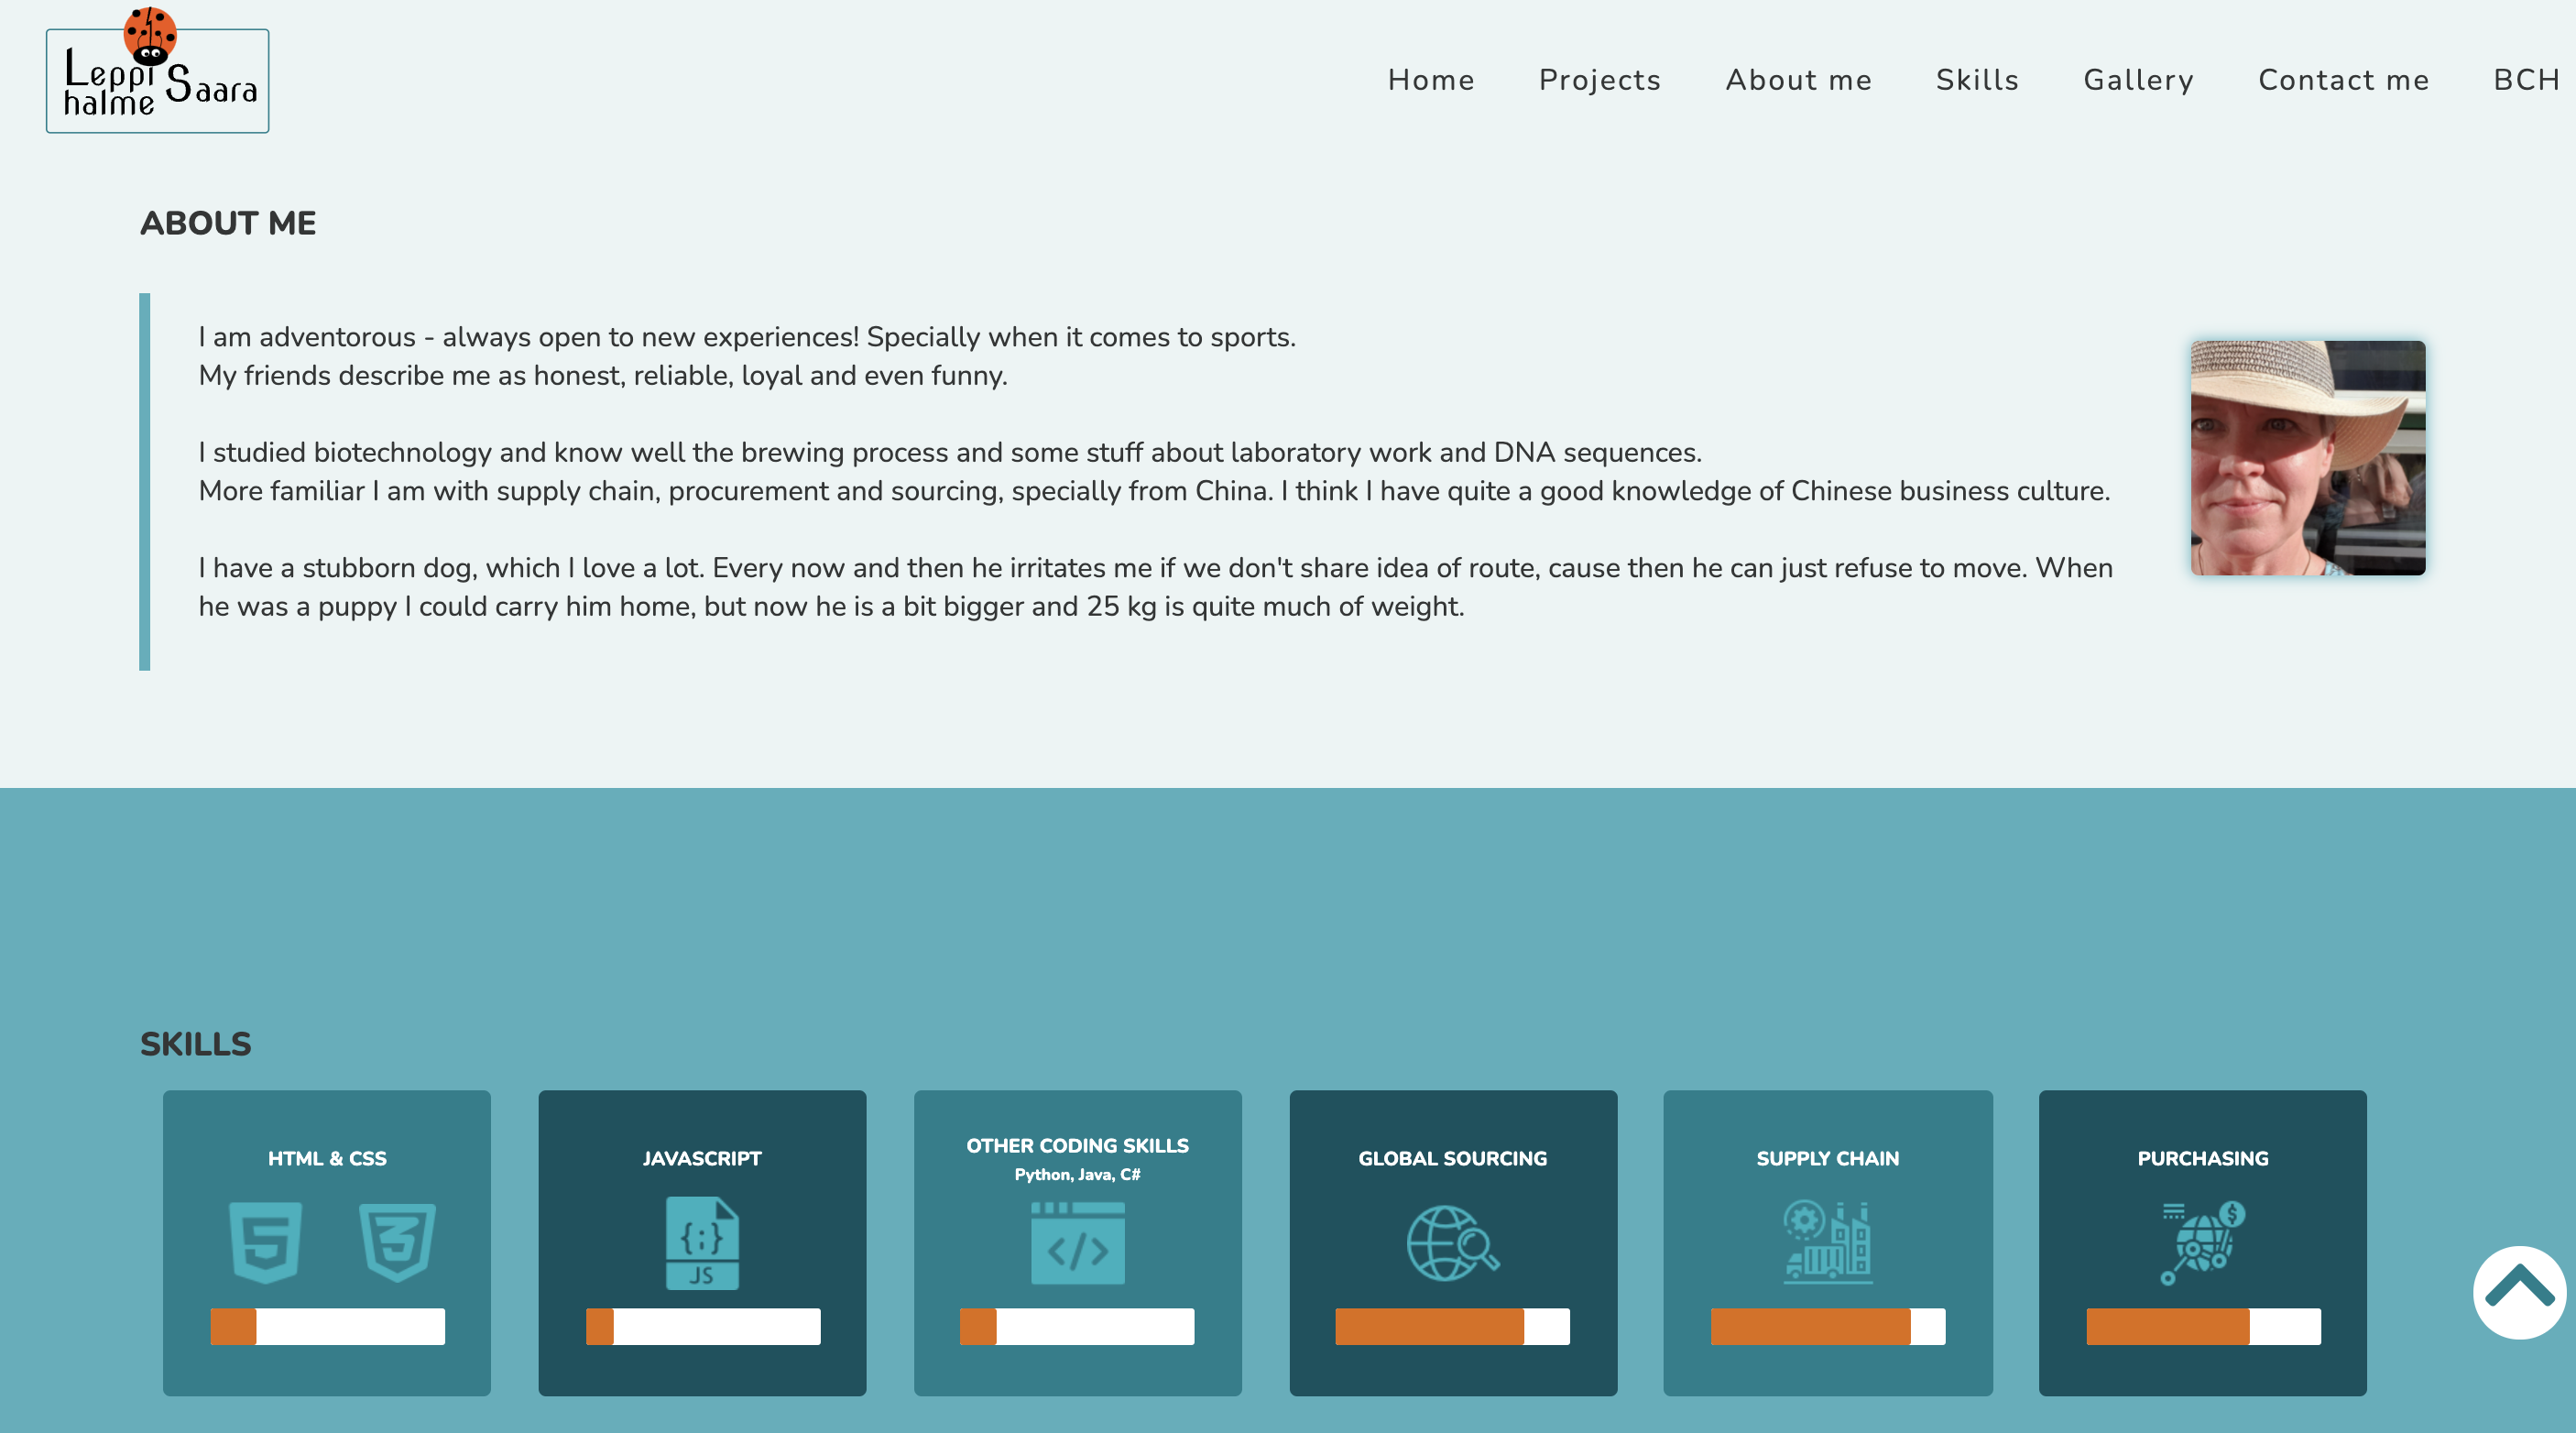 Leppi
halme Saara
Home Projects About me Skills Gallery Contact me BCH
ABOUT ME
I am adventorous - always open to new experiences! Specially when it comes to sports.
My friends describe me as honest, reliable, loyal and even funny.
I studied biotechnology and know well the brewing process and some stuff about laboratory work and DNA sequences.
More familiar I am with supply chain, procurement and sourcing, specially from China. I think I have quite a good knowledge of Chinese business culture.
I have a stubborn dog, which I love a lot. Every now and then he irritates me if we don't share idea of route, cause then he can just refuse to move. When
he was a puppy I could carry him home, but now he is a bit bigger and 25 kg is quite much of weight.
SKILLS
HTML & CSS
5 3
JAVASCRIPT
{:}
JS
OTHER CODING SKILLS
Python, Java, C#
</>
GLOBAL SOURCING
SUPPLY CHAIN
PURCHASING
$